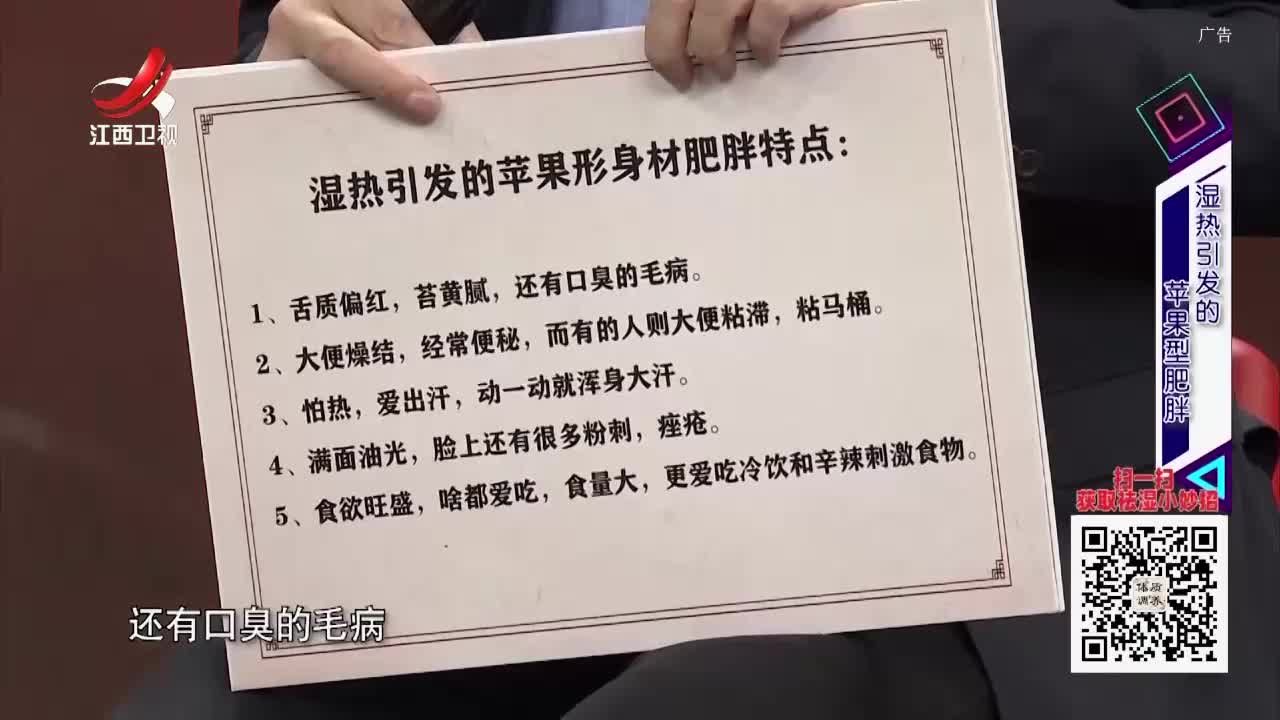 广告
江西卫视
湿热引发的苹果形身材肥胖特点：
1、舌质偏红，苔黄腻，还有口臭的毛病。
2、大便燥结，经常便秘，而有的人则大便粘滞，粘马桶。
3、怕热，爱出汗，动一动就浑身大汗。
4、满面油光，脸上还有很多粉刺，痤疮。
5、食欲旺盛，啥都爱吃，食量大，更爱吃冷饮和辛辣刺激食物。
湿热引发的
苹果型肥胖
扫一扫
获取祛湿小妙招
体质
调养
还有口臭的毛病